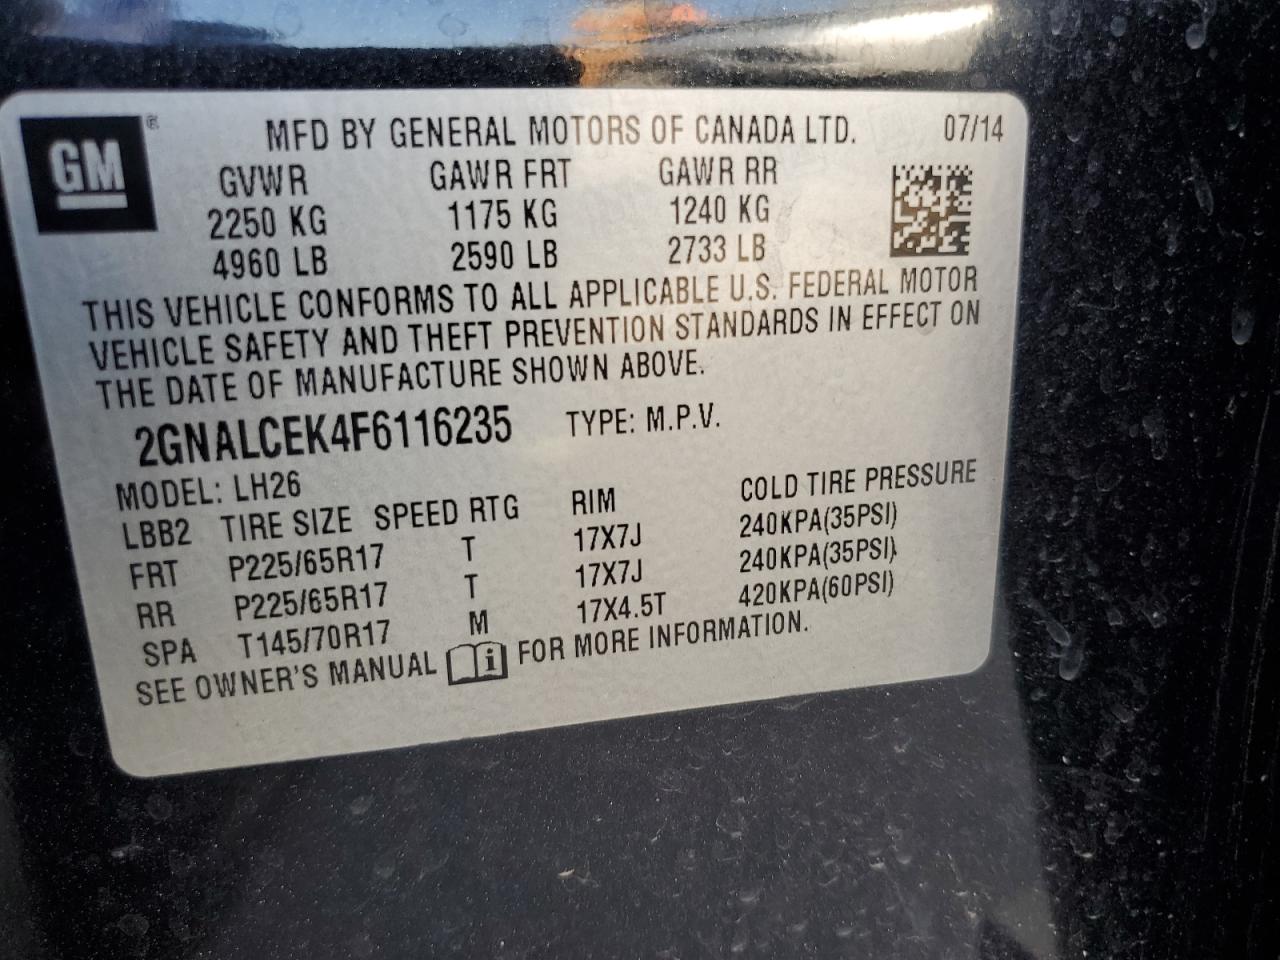 GM ®
MFD BY GENERAL MOTORS OF CANADA LTD. 07/14
GVWR GAWR FRT GAWR RR
2250 KG 1175 KG 1240 KG
4960 LB 2590 LB 2733 LB
THIS VEHICLE CONFORMS TO ALL APPLICABLE U.S. FEDERAL MOTOR
VEHICLE SAFETY AND THEFT PREVENTION STANDARDS IN EFFECT ON
THE DATE OF MANUFACTURE SHOWN ABOVE.
2GNALCEK4F6116235 TYPE: M.P.V.
MODEL: LH26
LBB2 TIRE SIZE SPEED RTG RIM COLD TIRE PRESSURE
FRT P225/65R17 T 17X7J 240KPA(35PSI)
RR P225/65R17 T 17X7J 240KPA(35PSI)
SPA T145/70R17 M 17X4.5T 420KPA(60PSI)
SEE OWNER'S MANUAL i FOR MORE INFORMATION.